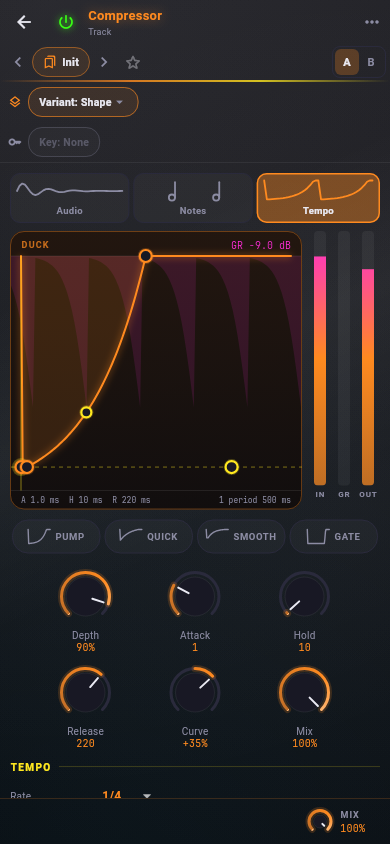 Compressor
Track
Init
A B
Variant: Shape
Key: None
Audio Notes Tempo
DUCK GR -9.0 dB
A 1.0 ms H 10 ms R 220 ms 1 period 500 ms
IN GR OUT
PUMP QUICK SMOOTH GATE
Depth Attack Hold
90% 1 10
Release Curve Mix
220 +35% 100%
TEMPO
Rate 1/4
MIX
100%